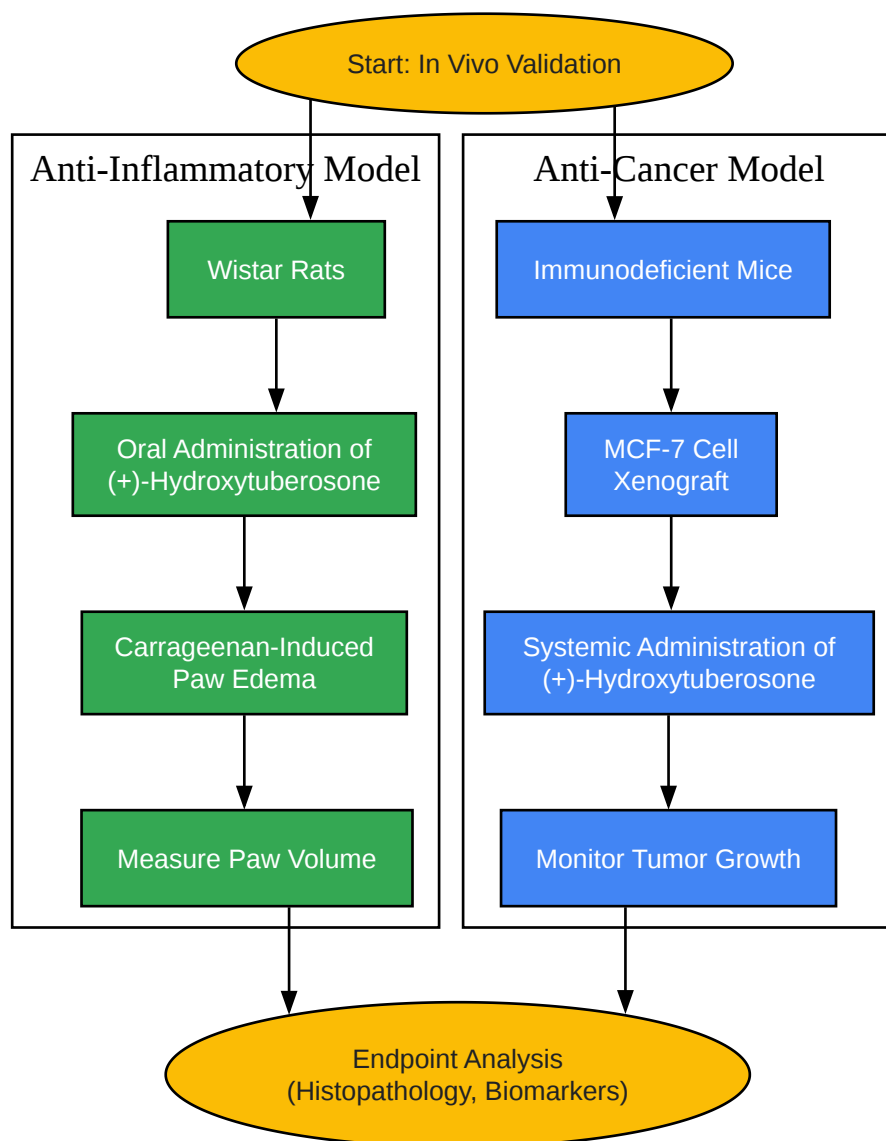 Start: In Vivo Validation
Anti-Inflammatory Model
Wistar Rats
Oral Administration of
(+)-Hydroxytuberosone
Carrageenan-Induced
Paw Edema
Measure Paw Volume
Anti-Cancer Model
Immunodeficient Mice
MCF-7 Cell
Xenograft
Systemic Administration of
(+)-Hydroxytuberosone
Monitor Tumor Growth
Endpoint Analysis
(Histopathology, Biomarkers)